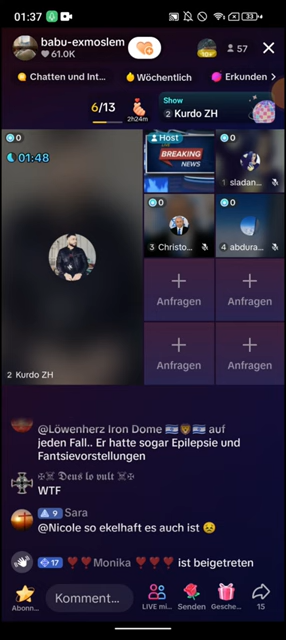 01:37
33
babu-exmoslem
61.0K
57
Chatten und Int...
Wöchentlich
Erkunden
6/13
2h24m
Show
2 Kurdo ZH
0
01:48
Host
BREAKING
NEWS
0
1 sladan...
0
3 Christo...
0
4 abdura...
+
Anfragen
+
Anfragen
+
Anfragen
+
Anfragen
2 Kurdo ZH
@Löwenherz Iron Dome 🇮🇱🦁🇮🇱 auf
jeden Fall.. Er hatte sogar Epilepsie und
Fantsievorstellungen
✠☠️ 𝔇𝔢𝔲𝔰 𝔩𝔬 𝔳𝔲𝔩𝔱 ☠️✠
WTF
9 Sara
@Nicole so ekelhaft es auch ist 😣
17 ❣️❣️Monika ❣️❣️❣️ ist beigetreten
Abonn...
Komment...
LIVE mi...
Senden
Gesche...
15